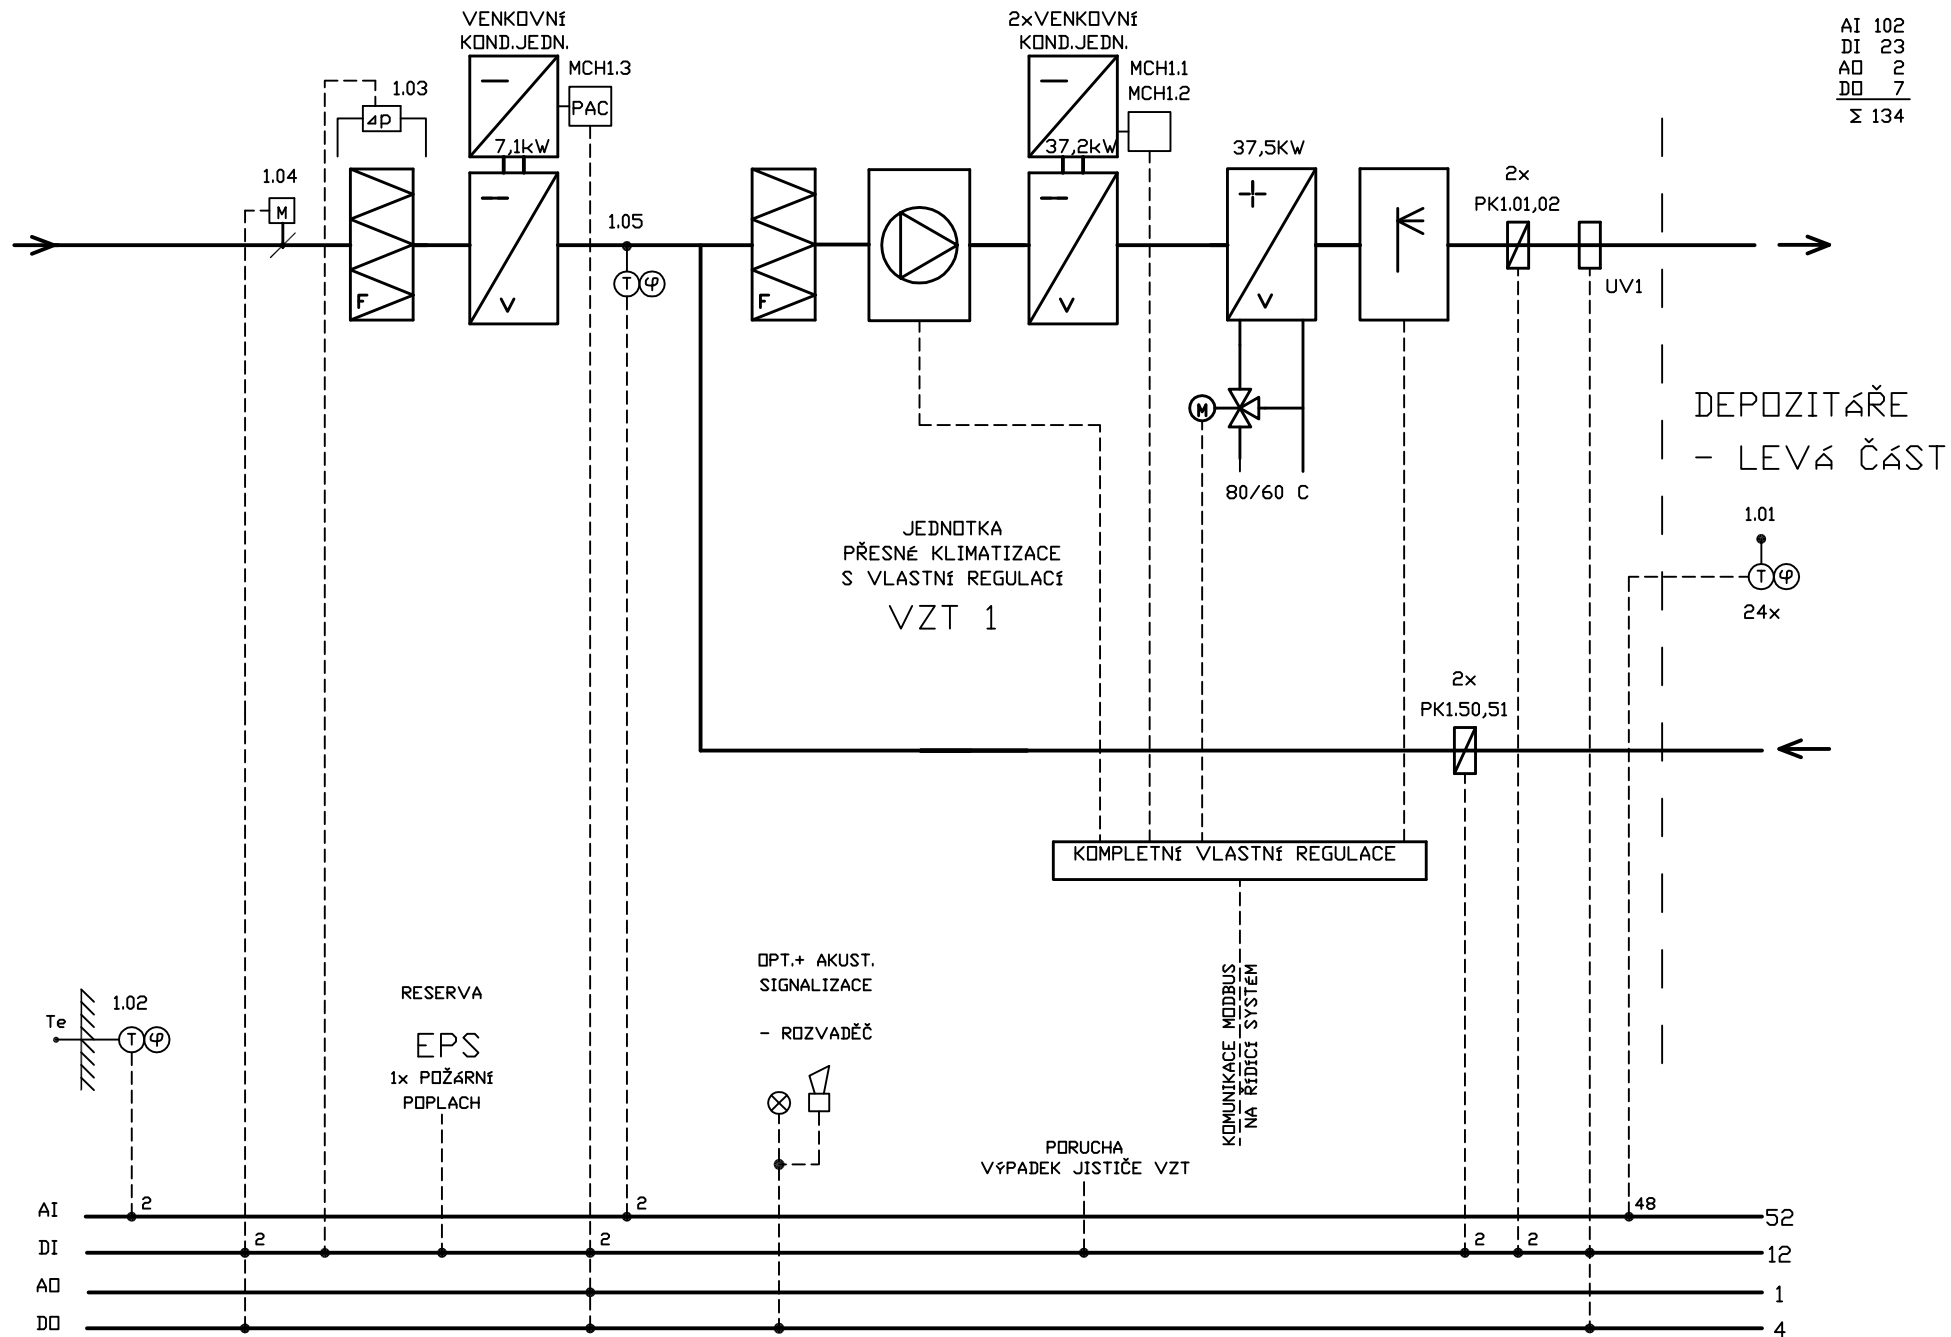 VENKOVNÍ
KOND.JEDN.
2xVENKOVNÍ
KOND.JEDN.
AI 102
DI 23
AO 2
DO 7
Σ 134
MCH1.3
MCH1.1
MCH1.2
1.03
⊿p
PAC
7,1kW
37,2kW
37,5KW
1.04
M
1.05
2x
PK1.01,02
T φ
F
V
F
V
V
UV1
M
80/60 C
DEPOZITÁŘE
- LEVÁ ČÁST
1.01
T φ
24x
JEDNOTKA
PŘESNÉ KLIMATIZACE
S VLASTNÍ REGULACÍ
VZT 1
2x
PK1.50,51
KOMPLETNÍ VLASTNÍ REGULACE
KOMUNIKACE MODBUS
NA ŘÍDÍCÍ SYSTÉM
OPT.+ AKUST.
SIGNALIZACE
- ROZVADĚČ
RESERVA
EPS
1x POŽÁRNÍ
POPLACH
1.02
Te
T φ
PORUCHA
VÝPADEK JISTIČE VZT
AI 2 2 48 52
DI 2 2 2 2 12
AO 1
DO 4